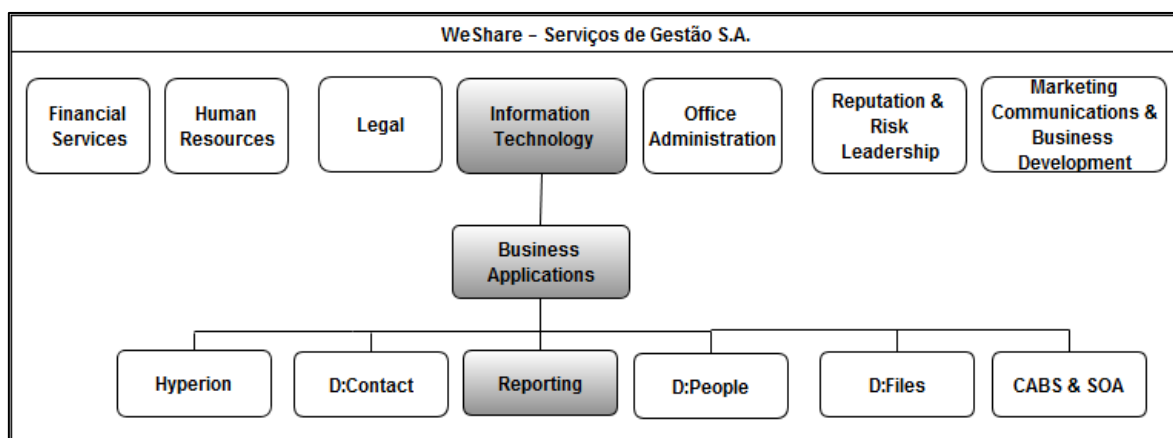 WeShare – Serviços de Gestão S.A.
Financial
Services
Human
Resources
Legal
Information
Technology
Office
Administration
Reputation &
Risk
Leadership
Marketing
Communications &
Business
Development
Business
Applications
Hyperion
D:Contact
Reporting
D:People
D:Files
CABS & SOA